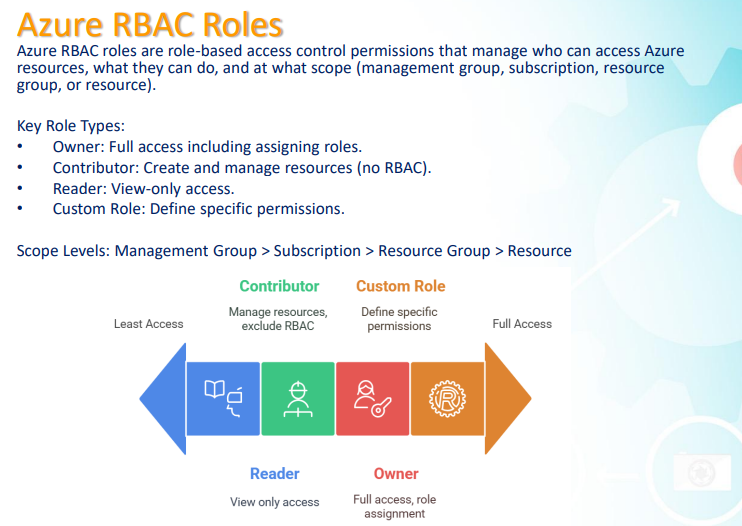 Azure RBAC Roles
Azure RBAC roles are role-based access control permissions that manage who can access Azure
resources, what they can do, and at what scope (management group, subscription, resource
group, or resource).
Key Role Types:
• Owner: Full access including assigning roles.
• Contributor: Create and manage resources (no RBAC).
• Reader: View-only access.
• Custom Role: Define specific permissions.
Scope Levels: Management Group > Subscription > Resource Group > Resource
Contributor
Manage resources,
exclude RBAC
Custom Role
Define specific
permissions
Least Access
Full Access
R
Reader
View only access
Owner
Full access, role
assignment